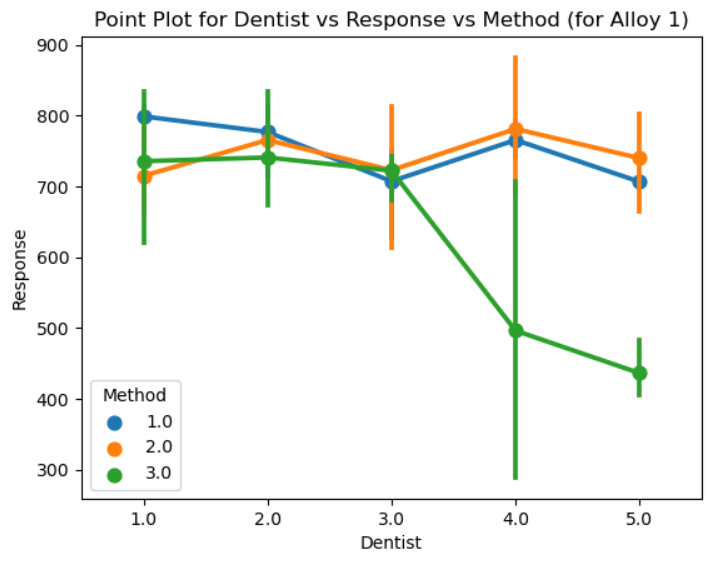 Point Plot for Dentist vs Response vs Method (for Alloy 1)
900
800
700
600
500
400
300
Response
Method
1.0
2.0
3.0
1.0 2.0 3.0 4.0 5.0
Dentist